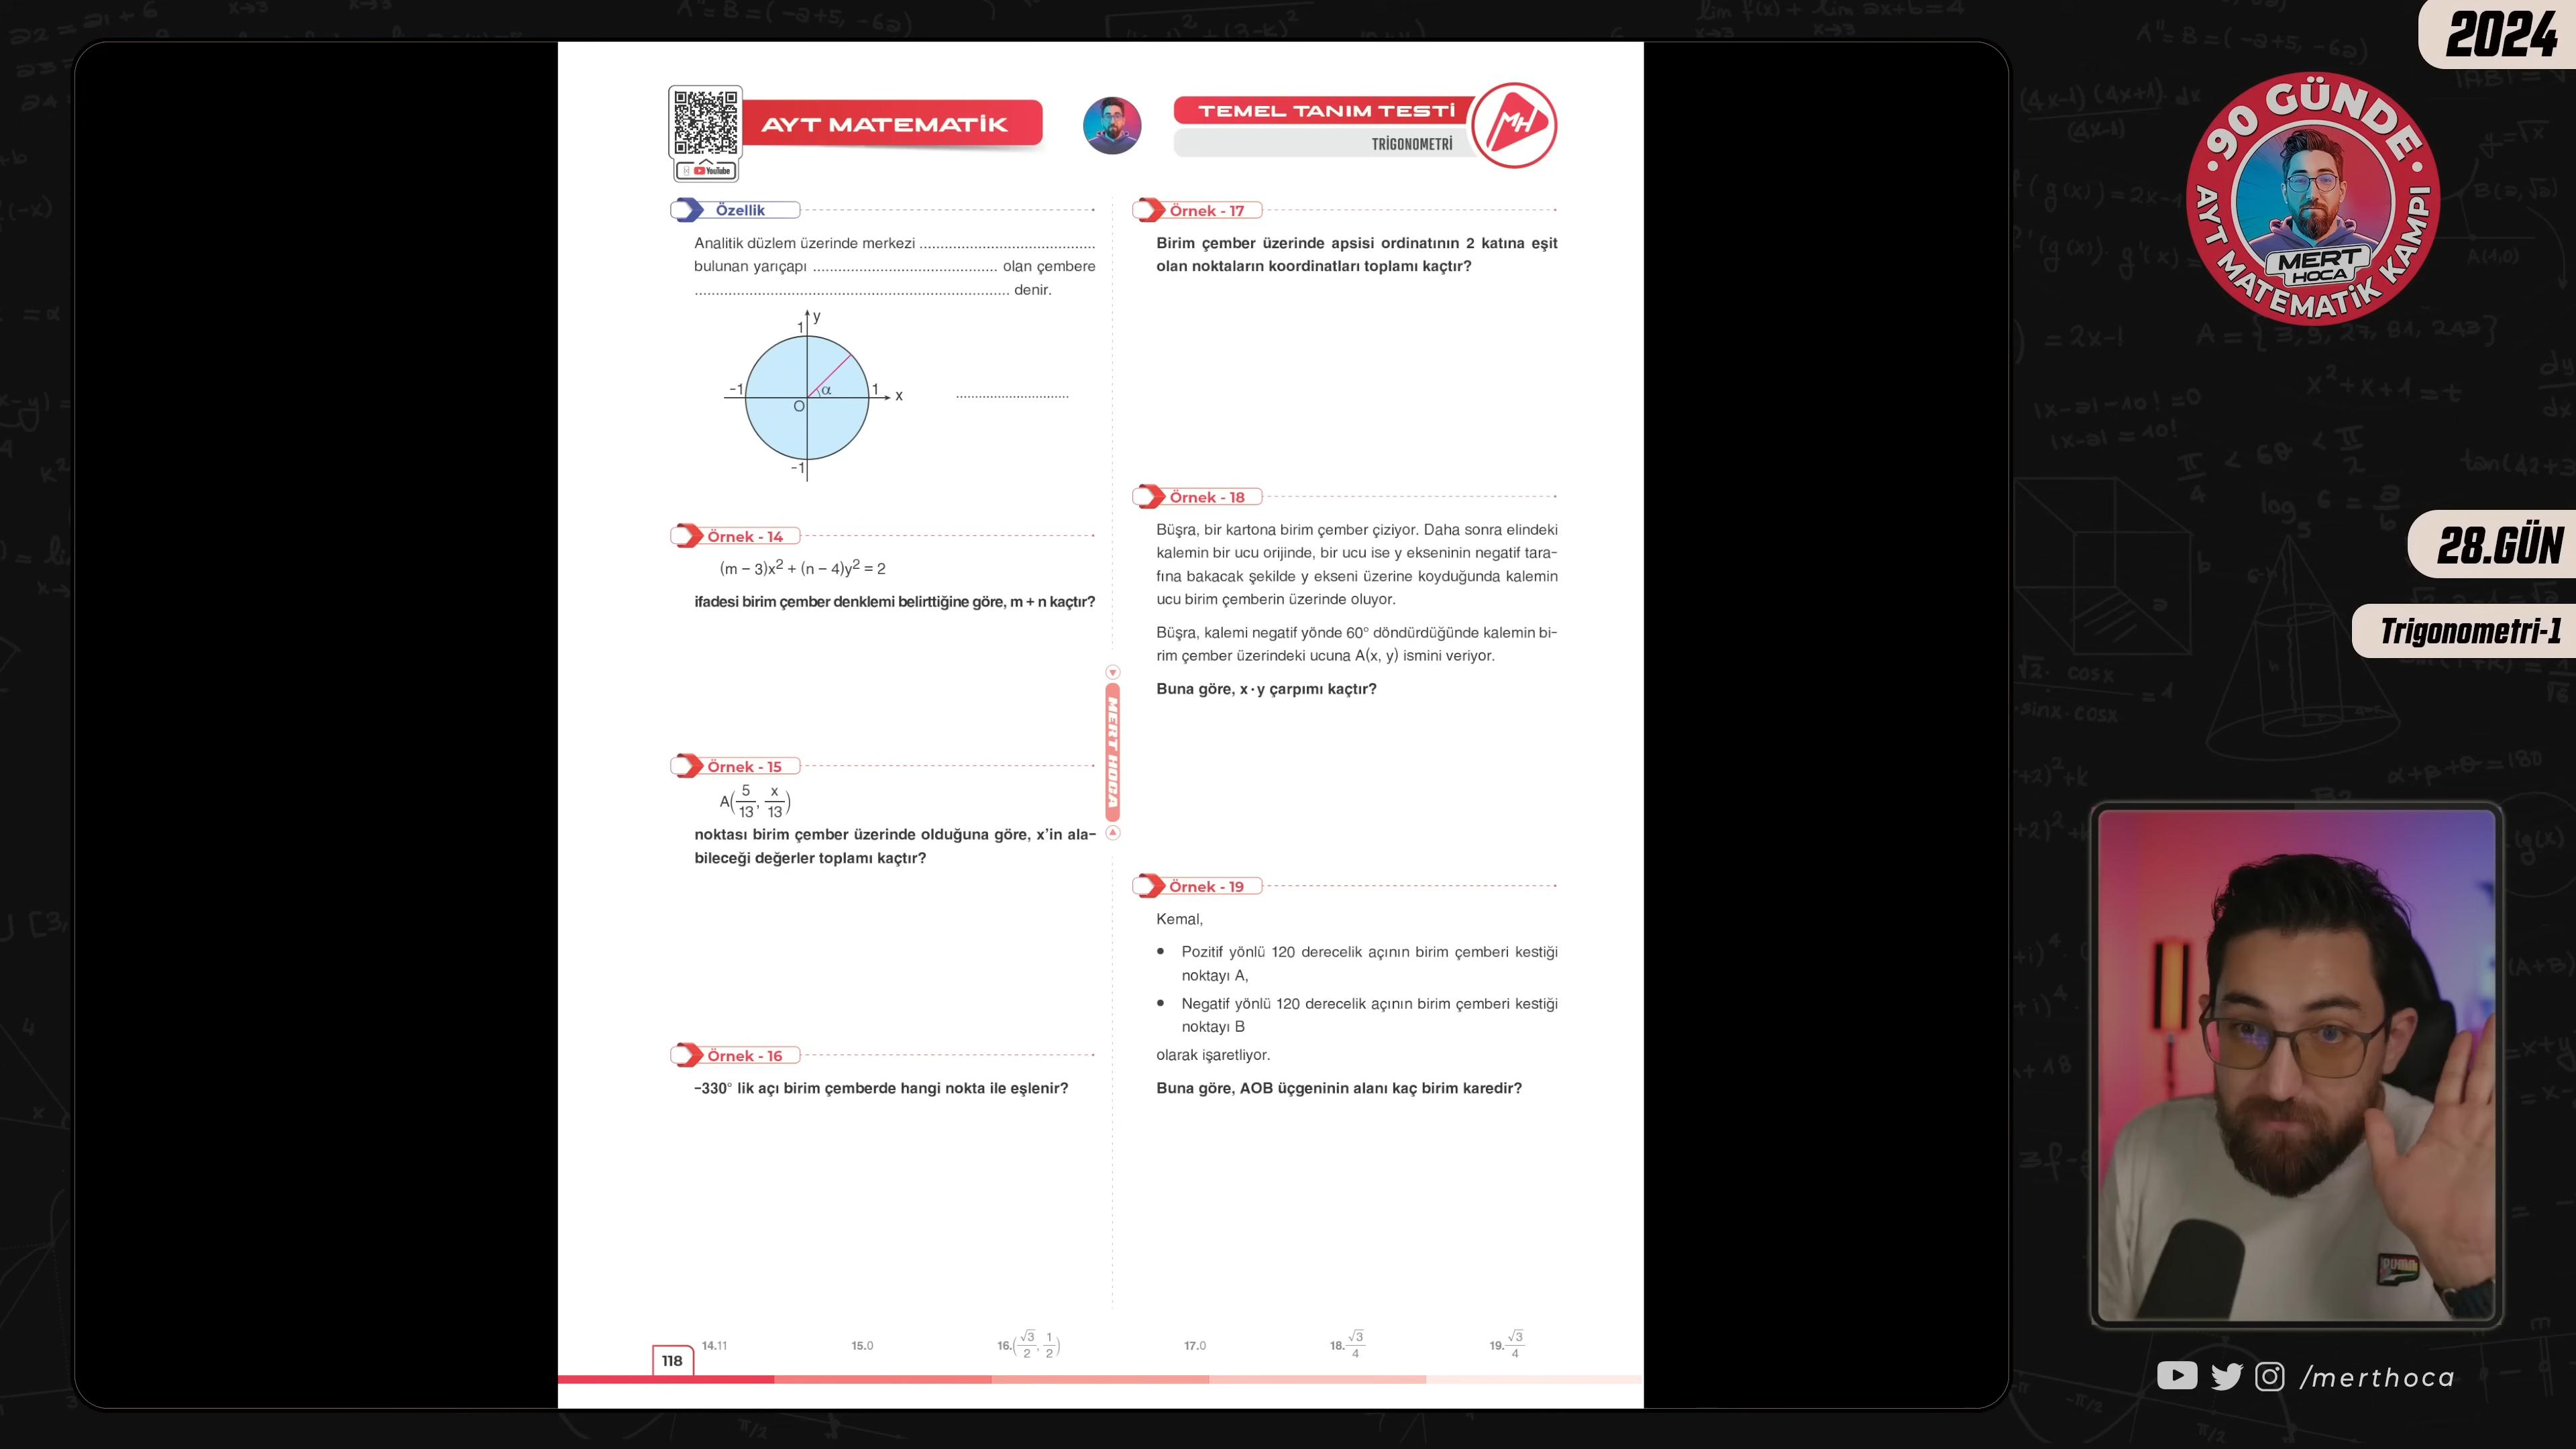 2024
90 GÜNDE
AYT MATEMATİK KAMPI
MERT
HOCA
28.GÜN
Trigonometri-1
/merthoca
YouTube
AYT MATEMATİK
TEMEL TANIM TESTİ
TRİGONOMETRİ
MH
Özellik
Analitik düzlem üzerinde merkezi ..........................................
bulunan yarıçapı ............................................ olan çembere
........................................................................... denir.
y
1
-1
α
1
x
O
-1
...........................
Örnek - 14
(m – 3)x² + (n – 4)y² = 2
ifadesi birim çember denklemi belirttiğine göre, m + n kaçtır?
Örnek - 15
A(5/13, x/13)
noktası birim çember üzerinde olduğuna göre, x'in ala-
bileceği değerler toplamı kaçtır?
Örnek - 16
–330° lik açı birim çemberde hangi nokta ile eşlenir?
MERT HOCA
Örnek - 17
Birim çember üzerinde apsisi ordinatının 2 katına eşit
olan noktaların koordinatları toplamı kaçtır?
Örnek - 18
Büşra, bir kartona birim çember çiziyor. Daha sonra elindeki
kalemin bir ucu orijinde, bir ucu ise y ekseninin negatif tara-
fına bakacak şekilde y ekseni üzerine koyduğunda kalemin
ucu birim çemberin üzerinde oluyor.
Büşra, kalemi negatif yönde 60° döndürdüğünde kalemin bi-
rim çember üzerindeki ucuna A(x, y) ismini veriyor.
Buna göre, x · y çarpımı kaçtır?
Örnek - 19
Kemal,
• Pozitif yönlü 120 derecelik açının birim çemberi kestiği
noktayı A,
• Negatif yönlü 120 derecelik açının birim çemberi kestiği
noktayı B
olarak işaretliyor.
Buna göre, AOB üçgeninin alanı kaç birim karedir?
118
14.11
15.0
16.(√3/2, 1/2)
17.0
18.√3/4
19.√3/4
PUMA